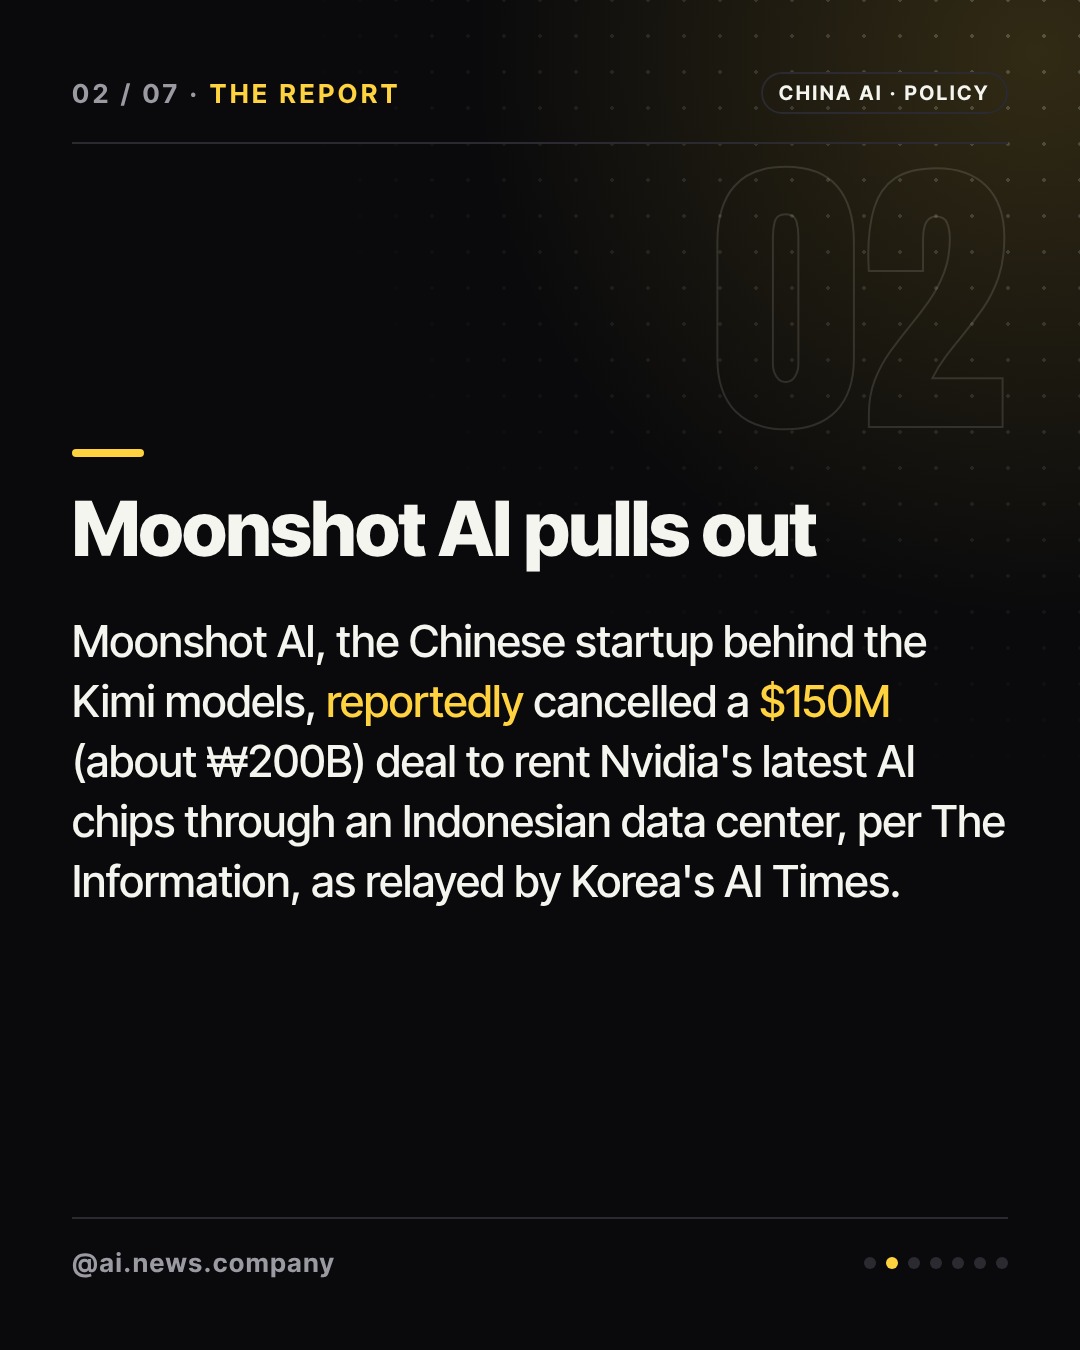 02 / 07 · THE REPORT
CHINA AI · POLICY
02
Moonshot AI pulls out
Moonshot AI, the Chinese startup behind the
Kimi models, reportedly cancelled a $150M
(about ₩200B) deal to rent Nvidia's latest AI
chips through an Indonesian data center, per The
Information, as relayed by Korea's AI Times.
@ai.news.company